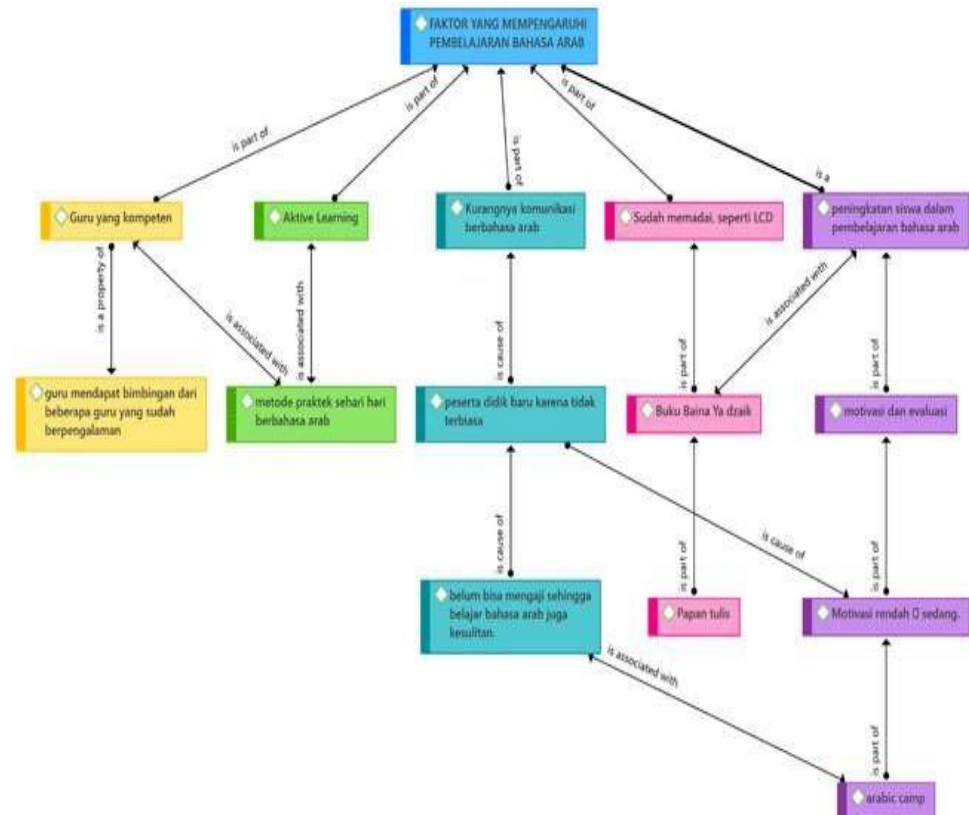 FAKTOR YANG MEMPENGARUHI
PEMBELAJARAN BAHASA ARAB
is part of
is part of
is part of
is part of
is a
Guru yang kompeten
Aktive Learning
Kurangnya komunikasi
berbahasa arab
Sudah memadai, seperti LCD
peningkatan siswa dalam
pembelajaran bahasa arab
is a property of
is associated with
is associated with
is cause of
is part of
is associated with
is part of
guru mendapat bimbingan dari
beberapa guru yang sudah
berpengalaman
metode praktek sehari hari
berbahasa arab
peserta didik baru karena tidak
terbiasa
Buku Baina Ya dzaik
motivasi dan evaluasi
is cause of
is cause of
is part of
is part of
belum bisa mengaji sehingga
belajar bahasa arab juga
kesulitan.
Papan tulis
Motivasi rendah  sedang.
is associated with
is part of
arabic camp